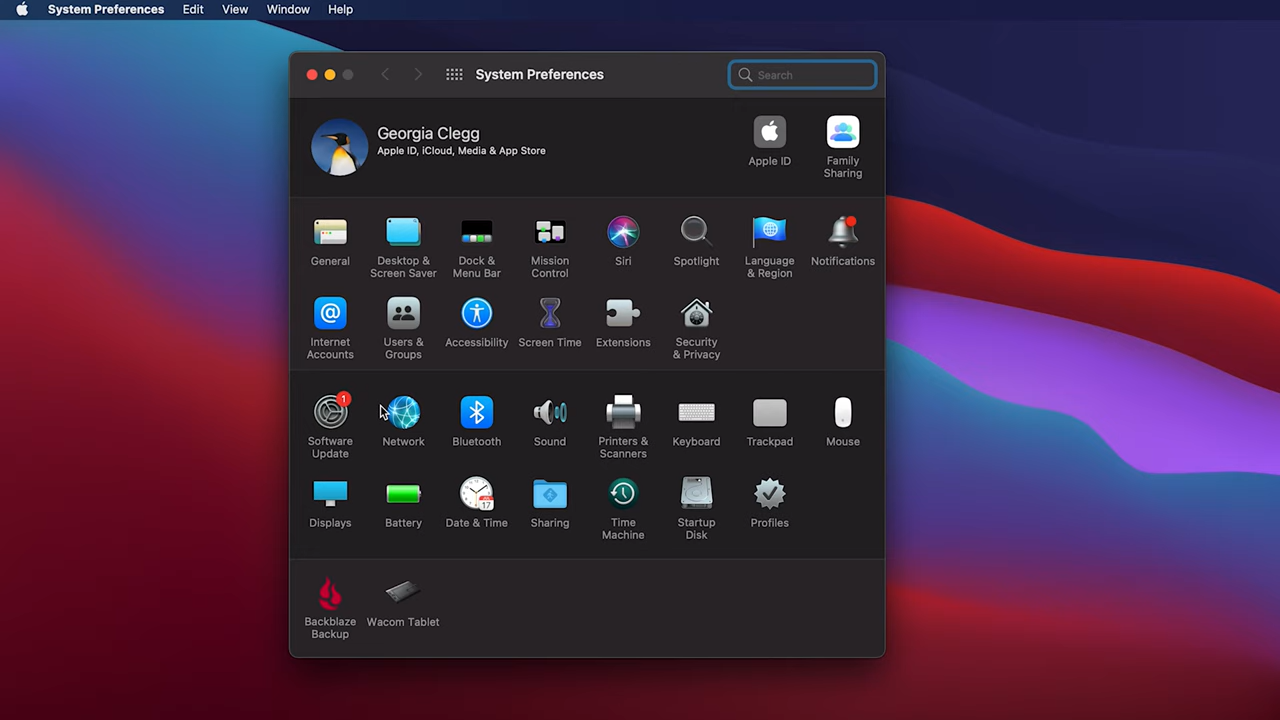 System Preferences Edit View Window Help
System Preferences
Search
Georgia Clegg
Apple ID, iCloud, Media & App Store
Apple ID
Family
Sharing
General
Desktop &
Screen Saver
Dock &
Menu Bar
Mission
Control
Siri
Spotlight
Language
& Region
Notifications
@
Internet
Accounts
Users &
Groups
Accessibility
Screen Time
Extensions
Security
& Privacy
1
Software
Update
Network
Bluetooth
Sound
Printers &
Scanners
Keyboard
Trackpad
Mouse
Displays
Battery
17
Date & Time
Sharing
Time
Machine
Startup
Disk
Profiles
Backblaze
Backup
Wacom Tablet